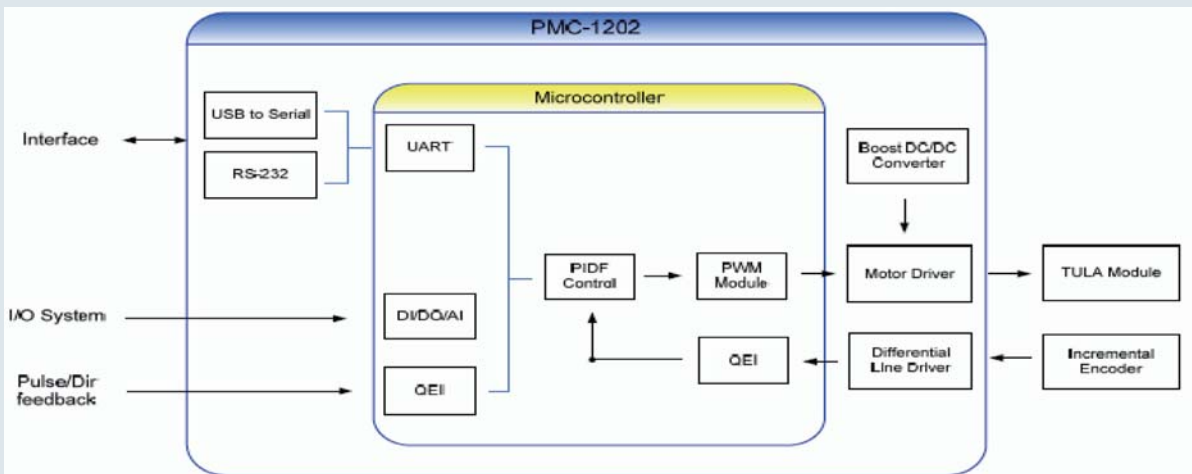 PMC-1202
Microcontroller
USB to Serial
RS-232
Interface
UART
Boost DC/DC
Converter
PIDF
Control
PWM
Module
Motor Driver
TULA Module
I/O System
DI/DO/AI
QEI
Differential
Line Driver
Incremental
Encoder
Pulse/Dir
feedback
QEI